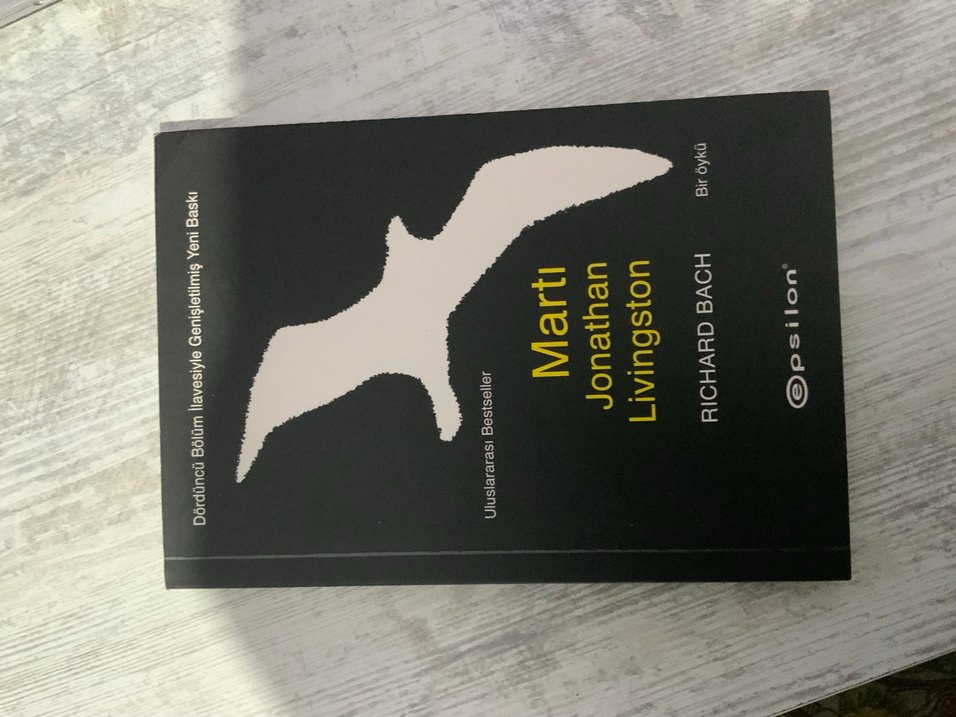 Dördüncü Bölüm İlavesiyle Genişletilmiş Yeni Baskı
Uluslararası Bestseller
Martı
Jonathan
Livingston
RICHARD BACH
Bir öykü
epsilon®